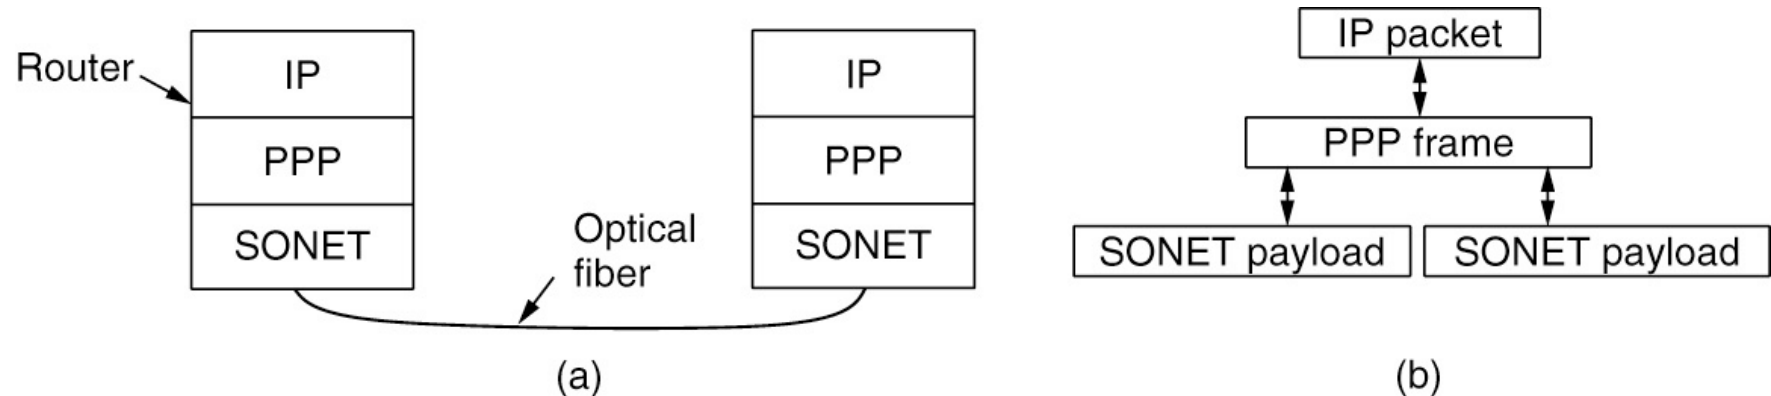 Router
IP
PPP
SONET
Optical
fiber
IP
PPP
SONET
(a)
IP packet
PPP frame
SONET payload
SONET payload
(b)